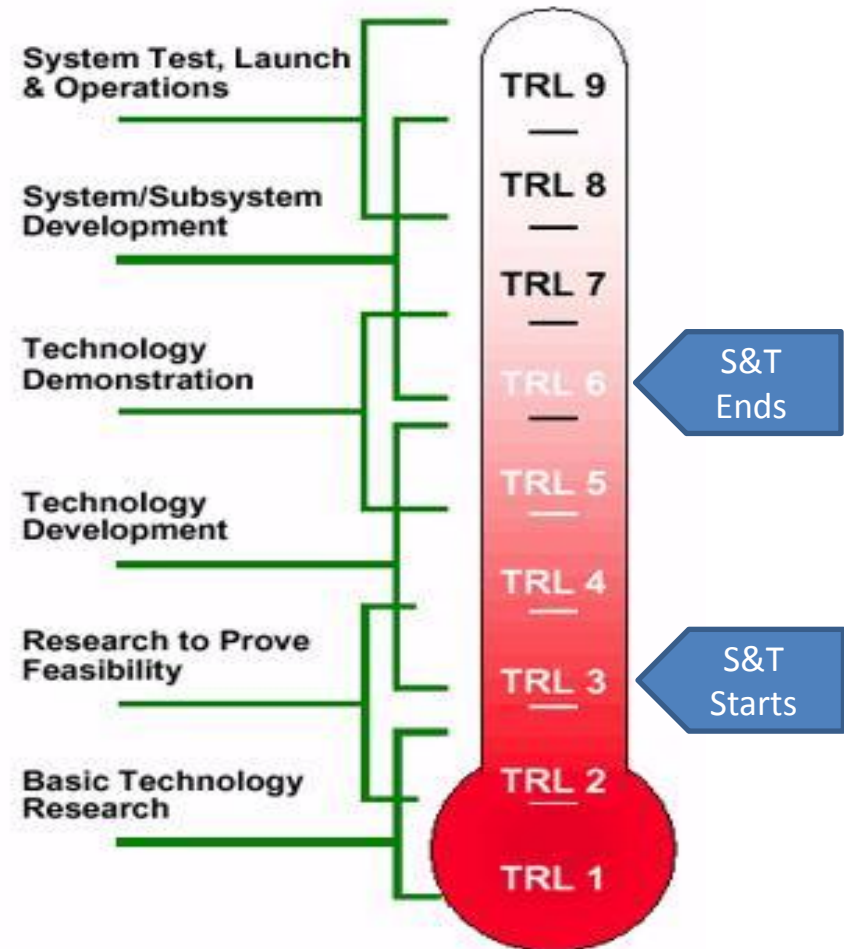 System Test, Launch
& Operations
System/Subsystem
Development
Technology
Demonstration
Technology
Development
Research to Prove
Feasibility
Basic Technology
Research
TRL 9
TRL 8
TRL 7
TRL 6
TRL 5
TRL 4
TRL 3
TRL 2
TRL 1
S&T
Ends
S&T
Starts